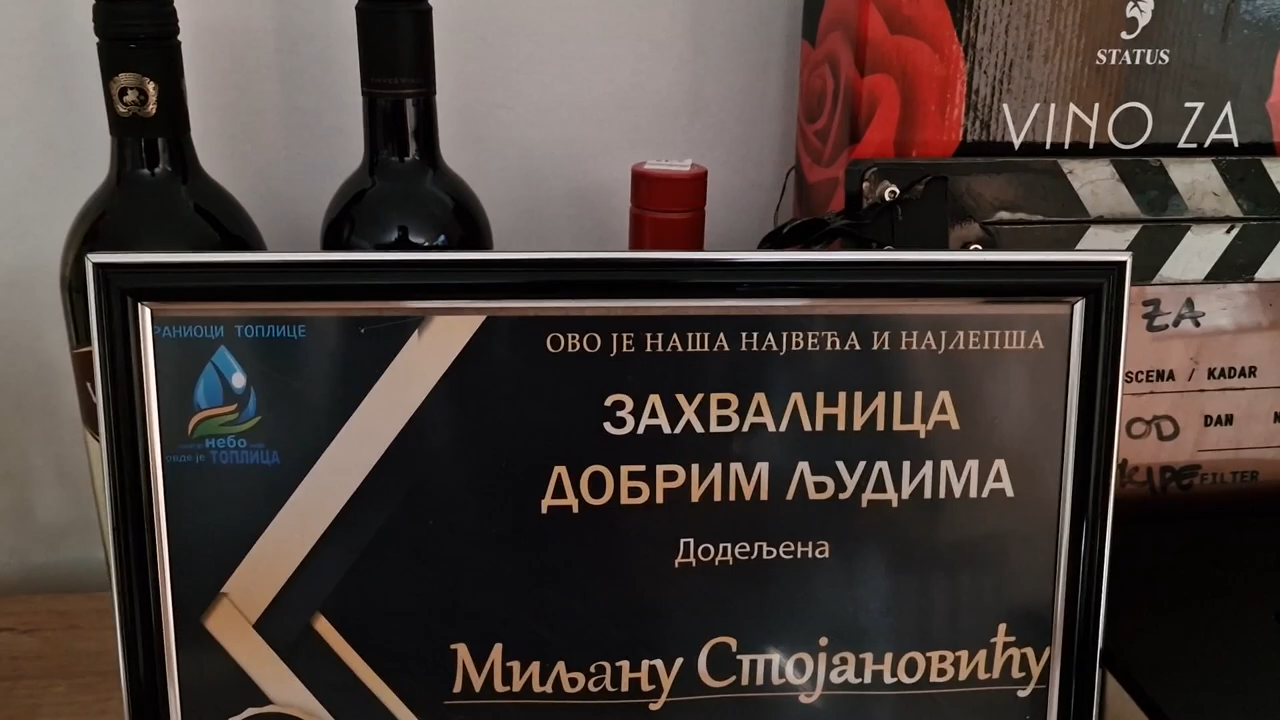 STATUS
VINO ZA
ZA
SCENA / KADAR
OD DAN
FILTER
РАНИОЦИ ТОПЛИЦЕ
небо
овде је ТОПЛИЦА
ОВО ЈЕ НАША НАЈВЕЋА И НАЈЛЕПША
ЗАХВАЛНИЦА
ДОБРИМ ЉУДИМА
Додељена
Миљану Стојановићу